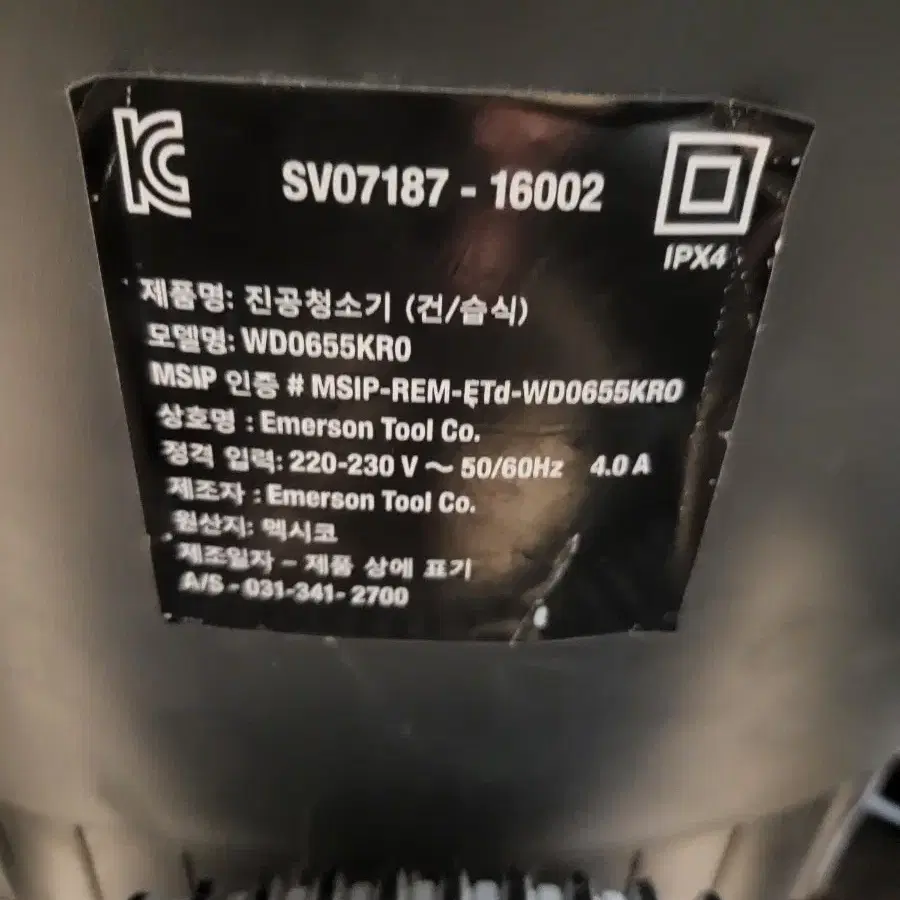 KC
SV07187 - 16002
IPX4
제품명: 진공청소기 (건/습식)
모델명: WD0655KR0
MSIP 인증 # MSIP-REM-ETd-WD0655KR0
상호명 : Emerson Tool Co.
정격 입력: 220-230 V ~ 50/60Hz 4.0 A
제조자 : Emerson Tool Co.
원산지: 멕시코
제조일자 - 제품 상에 표기
A/S - 031-341- 2700